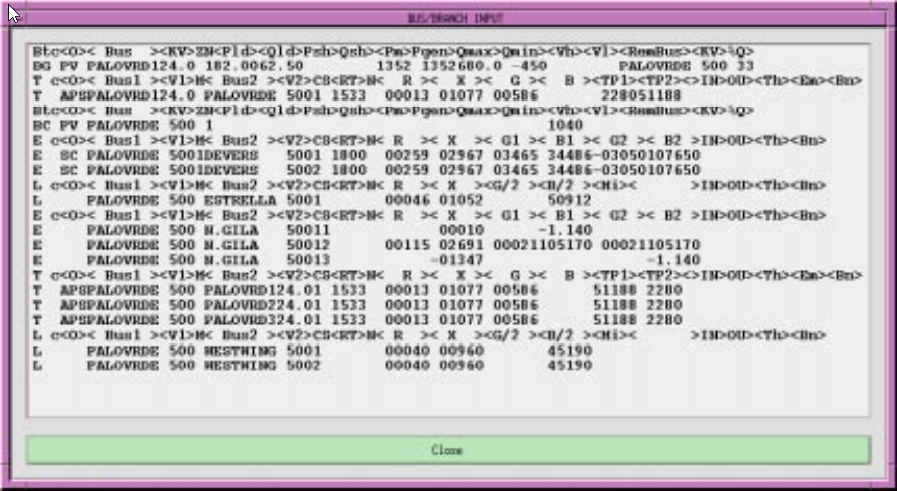 BUS/BRANCH INPUT
Btc<O>< Bus  ><KV>ZN<Pld><Qld>Psh>Qsh><Pm>Pgen>Qmax>Qmin><Vh><Vl><RemBus><KV>%Q>
BG PV PALOVRD124.0 182.0062.50        1352 1352680.0 -450        PALOVRDE 500 33
T c<O>< Bus1 ><V1>M< Bus2 ><V2>CS<RT>N<  R  ><  X  ><  G  ><  B ><TP1><TP2><>IN>OU><Th><Em><Bn>
T  APSPALOVRD124.0 PALOVRDE 5001 1533  00013 01077 00586       228051188
Btc<O>< Bus  ><KV>ZN<Pld><Qld>Psh>Qsh><Pm>Pgen>Qmax>Qmin><Vh><Vl><RemBus><KV>%Q>
BC PV PALOVRDE 500 1                                     1040
E c<O>< Bus1 ><V1>M< Bus2 ><V2>CS<RT>N< R  >< X  >< G1 >< B1 >< G2 >< B2 >>IN>OU><Th><Bn>
E  SC PALOVRDE 5001DEVERS   5001 1800  00259 02967 03465 34486-03050107650
E  SC PALOVRDE 5001DEVERS   5002 1800  00259 02967 03465 34486-03050107650
L c<O>< Bus1 ><V1>M< Bus2 ><V2>CS<RT>N< R  >< X  ><G/2 ><B/2 ><Mi><      >IN>OU><Th><Bn>
L     PALOVRDE 500 ESTRELLA 5001       00046 01052       50912
E c<O>< Bus1 ><V1>M< Bus2 ><V2>CS<RT>N< R  >< X  >< G1 >< B1 >< G2 >< B2 >>IN>OU><Th><Bn>
E     PALOVRDE 500 N.GILA   50011            00010      -1.140
E     PALOVRDE 500 N.GILA   50012      00115 02691 00021105170 00021105170
E     PALOVRDE 500 N.GILA   50013           -01347                  -1.140
T c<O>< Bus1 ><V1>M< Bus2 ><V2>CS<RT>N<  R  ><  X  ><  G  ><  B ><TP1><TP2><>IN>OU><Th><Em><Bn>
T  APSPALOVRDE 500 PALOVRD124.01 1533  00013 01077 00586      51188 2280
T  APSPALOVRDE 500 PALOVRD224.01 1533  00013 01077 00586      51188 2280
T  APSPALOVRDE 500 PALOVRD324.01 1533  00013 01077 00586      51188 2280
L c<O>< Bus1 ><V1>M< Bus2 ><V2>CS<RT>N< R  >< X  ><G/2 ><B/2 ><Mi><      >IN>OU><Th><Bn>
L     PALOVRDE 500 WESTWING 5001       00040 00960       45190
L     PALOVRDE 500 WESTWING 5002       00040 00960       45190
Close